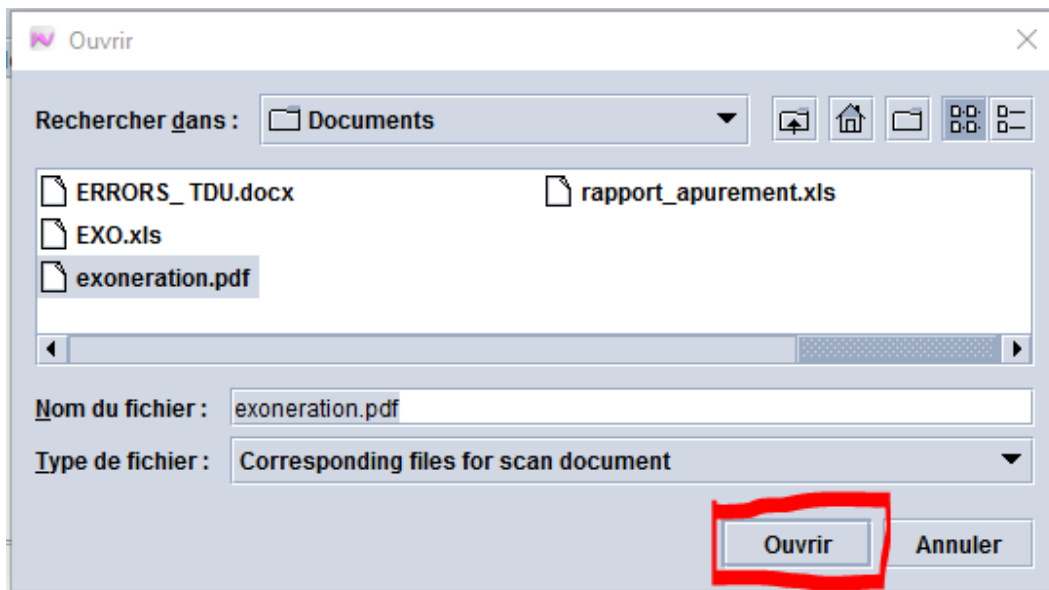 Ouvrir
Rechercher dans : Documents
ERRORS_ TDU.docx rapport_apurement.xls
EXO.xls
exoneration.pdf
Nom du fichier : exoneration.pdf
Type de fichier : Corresponding files for scan document
Ouvrir Annuler